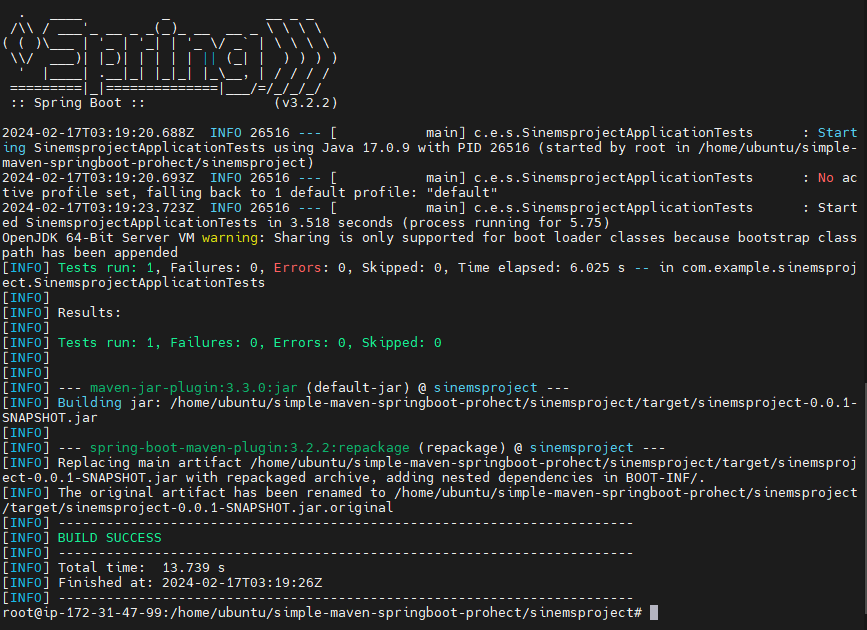 .   ____          _            __ _ _
 /\\ / ___'_ __ _ _(_)_ __  __ _ \ \ \ \
( ( )\___ | '_ | '_| | '_ \/ _` | \ \ \ \
 \\/  ___)| |_)| | | | | || (_| |  ) ) ) )
  '  |____| .__|_| |_|_| |_\__, | / / / /
 =========|_|==============|___/=/_/_/_/
 :: Spring Boot ::                (v3.2.2)
2024-02-17T03:19:20.688Z  INFO 26516 --- [           main] c.e.s.SinemsprojectApplicationTests      : Start
ing SinemsprojectApplicationTests using Java 17.0.9 with PID 26516 (started by root in /home/ubuntu/simple-
maven-springboot-prohect/sinemsproject)
2024-02-17T03:19:20.693Z  INFO 26516 --- [           main] c.e.s.SinemsprojectApplicationTests      : No ac
tive profile set, falling back to 1 default profile: "default"
2024-02-17T03:19:23.723Z  INFO 26516 --- [           main] c.e.s.SinemsprojectApplicationTests      : Start
ed SinemsprojectApplicationTests in 3.518 seconds (process running for 5.75)
OpenJDK 64-Bit Server VM warning: Sharing is only supported for boot loader classes because bootstrap class
path has been appended
[INFO] Tests run: 1, Failures: 0, Errors: 0, Skipped: 0, Time elapsed: 6.025 s -- in com.example.sinemsproj
ect.SinemsprojectApplicationTests
[INFO]
[INFO] Results:
[INFO]
[INFO] Tests run: 1, Failures: 0, Errors: 0, Skipped: 0
[INFO]
[INFO]
[INFO] --- maven-jar-plugin:3.3.0:jar (default-jar) @ sinemsproject ---
[INFO] Building jar: /home/ubuntu/simple-maven-springboot-prohect/sinemsproject/target/sinemsproject-0.0.1-
SNAPSHOT.jar
[INFO]
[INFO] --- spring-boot-maven-plugin:3.2.2:repackage (repackage) @ sinemsproject ---
[INFO] Replacing main artifact /home/ubuntu/simple-maven-springboot-prohect/sinemsproject/target/sinemsproj
ect-0.0.1-SNAPSHOT.jar with repackaged archive, adding nested dependencies in BOOT-INF/.
[INFO] The original artifact has been renamed to /home/ubuntu/simple-maven-springboot-prohect/sinemsproject
/target/sinemsproject-0.0.1-SNAPSHOT.jar.original
[INFO] ------------------------------------------------------------------------
[INFO] BUILD SUCCESS
[INFO] ------------------------------------------------------------------------
[INFO] Total time:  13.739 s
[INFO] Finished at: 2024-02-17T03:19:26Z
[INFO] ------------------------------------------------------------------------
root@ip-172-31-47-99:/home/ubuntu/simple-maven-springboot-prohect/sinemsproject#